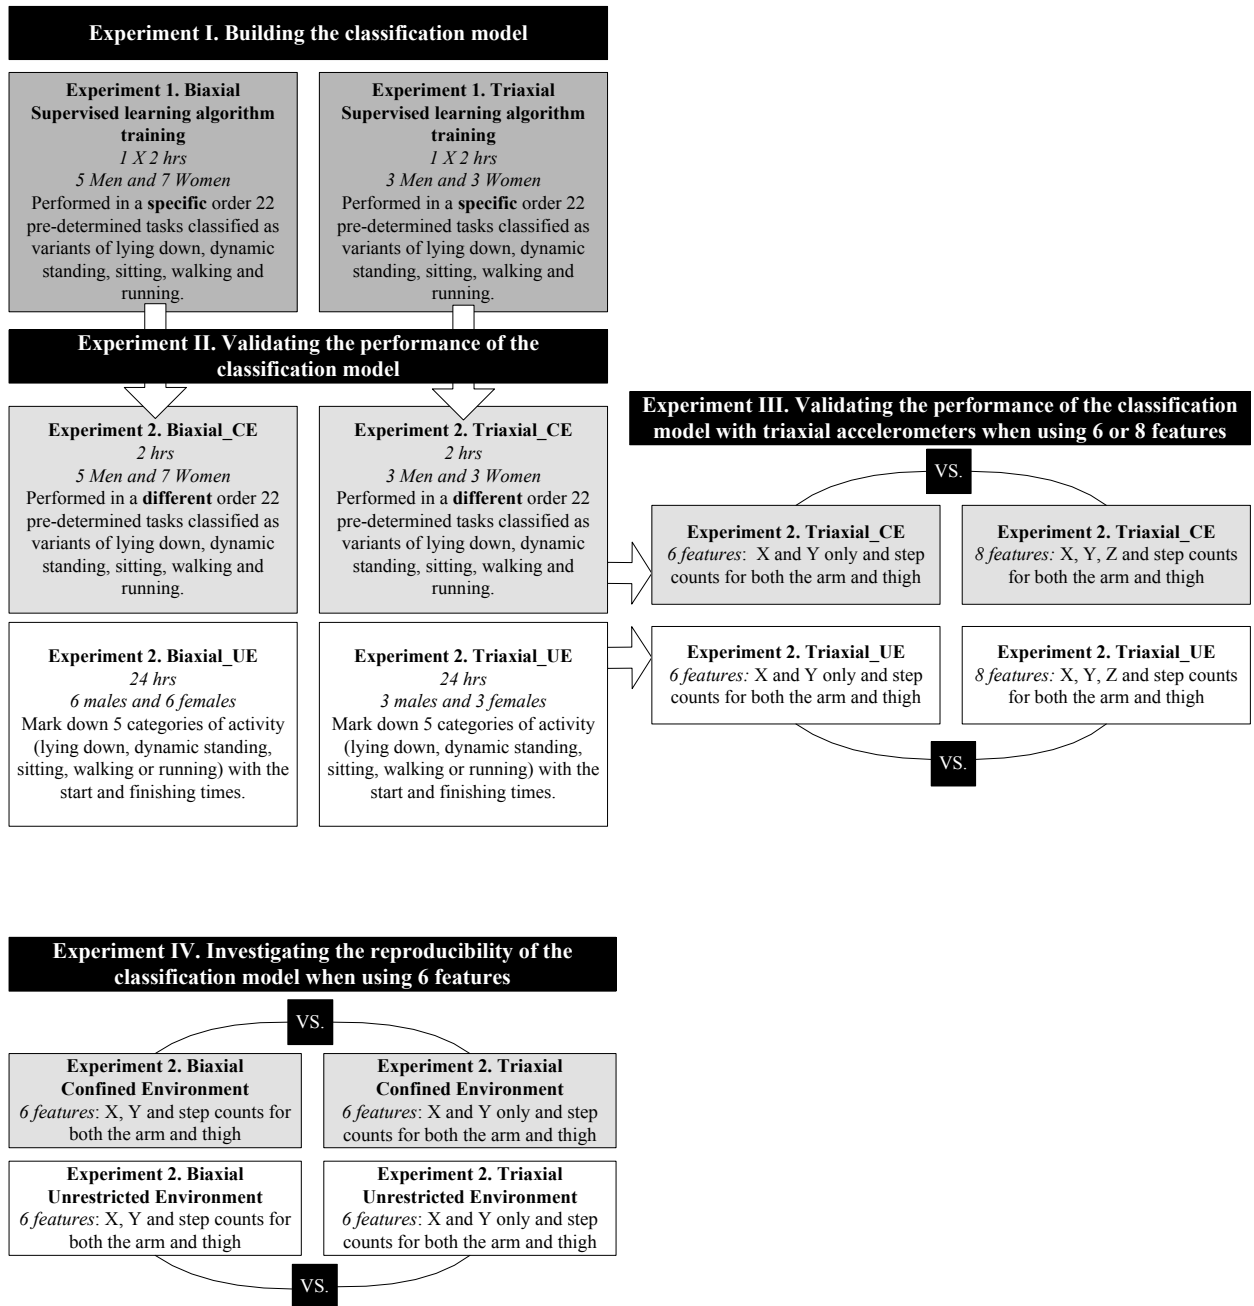 Experiment I. Building the classification model
Experiment 1. Biaxial
Supervised learning algorithm
training
1 X 2 hrs
5 Men and 7 Women
Performed in a specific order 22
pre-determined tasks classified as
variants of lying down, dynamic
standing, sitting, walking and
running.
Experiment 1. Triaxial
Supervised learning algorithm
training
1 X 2 hrs
3 Men and 3 Women
Performed in a specific order 22
pre-determined tasks classified as
variants of lying down, dynamic
standing, sitting, walking and
running.
Experiment II. Validating the performance of the
classification model
Experiment 2. Biaxial_CE
2 hrs
5 Men and 7 Women
Performed in a different order 22
pre-determined tasks classified as
variants of lying down, dynamic
standing, sitting, walking and
running.
Experiment 2. Triaxial_CE
2 hrs
3 Men and 3 Women
Performed in a different order 22
pre-determined tasks classified as
variants of lying down, dynamic
standing, sitting, walking and
running.
Experiment 2. Biaxial_UE
24 hrs
6 males and 6 females
Mark down 5 categories of activity
(lying down, dynamic standing,
sitting, walking or running) with the
start and finishing times.
Experiment 2. Triaxial_UE
24 hrs
3 males and 3 females
Mark down 5 categories of activity
(lying down, dynamic standing,
sitting, walking or running) with the
start and finishing times.
Experiment III. Validating the performance of the classification
model with triaxial accelerometers when using 6 or 8 features
VS.
Experiment 2. Triaxial_CE
6 features: X and Y only and step
counts for both the arm and thigh
Experiment 2. Triaxial_CE
8 features: X, Y, Z and step counts
for both the arm and thigh
Experiment 2. Triaxial_UE
6 features: X and Y only and step
counts for both the arm and thigh
Experiment 2. Triaxial_UE
8 features: X, Y, Z and step counts
for both the arm and thigh
VS.
Experiment IV. Investigating the reproducibility of the
classification model when using 6 features
VS.
Experiment 2. Biaxial
Confined Environment
6 features: X, Y and step counts for
both the arm and thigh
Experiment 2. Triaxial
Confined Environment
6 features: X and Y only and step
counts for both the arm and thigh
Experiment 2. Biaxial
Unrestricted Environment
6 features: X, Y and step counts for
both the arm and thigh
Experiment 2. Triaxial
Unrestricted Environment
6 features: X and Y only and step
counts for both the arm and thigh
VS.